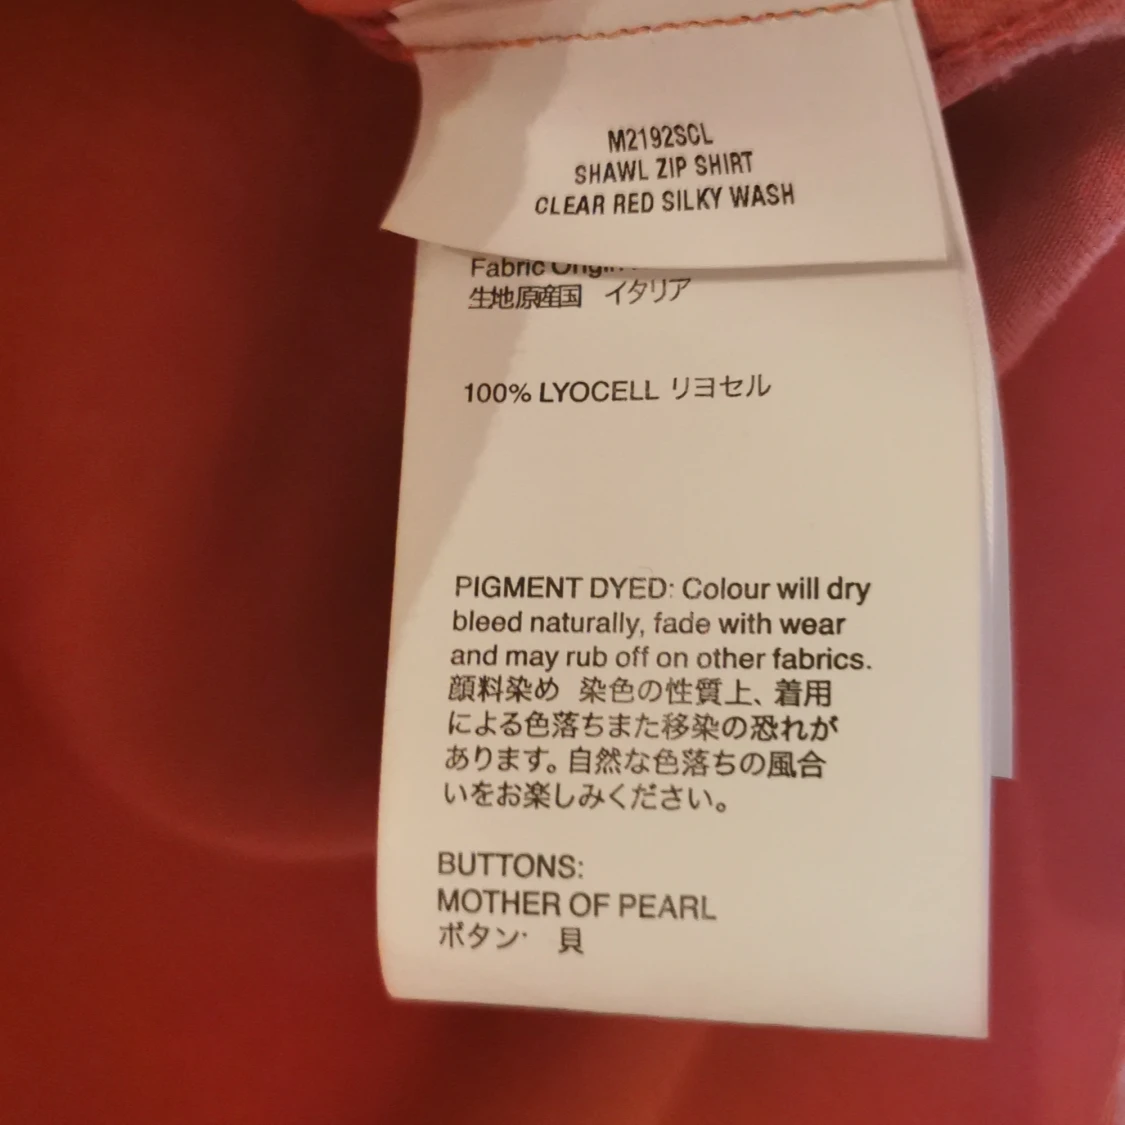 M2192SCL
SHAWL ZIP SHIRT
CLEAR RED SILKY WASH
Fabric Origin
生地原産国 イタリア
100% LYOCELL リヨセル
PIGMENT DYED: Colour will dry
bleed naturally, fade with wear
and may rub off on other fabrics.
顔料染め 染色の性質上、着用
による色落ちまた移染の恐れが
あります。自然な色落ちの風合
いをお楽しみください。
BUTTONS:
MOTHER OF PEARL
ボタン· 貝